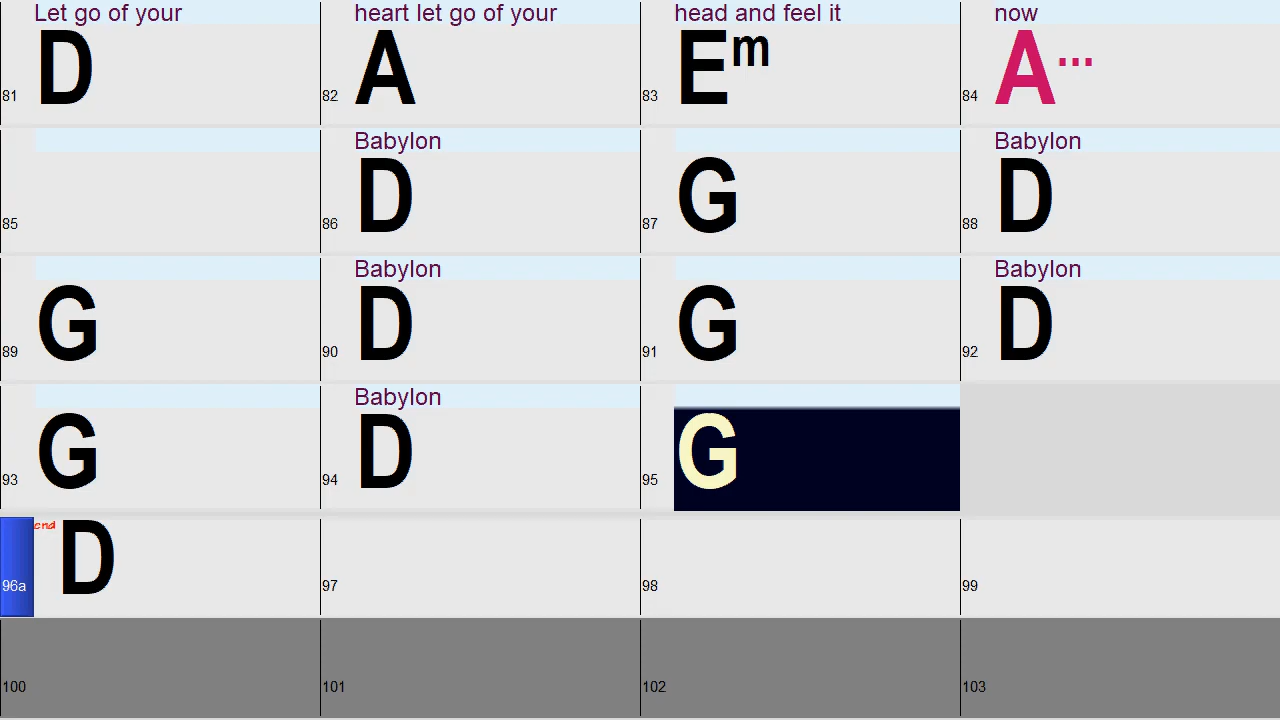 Let go of your heart let go of your head and feel it now
81 D 82 A 83 Em 84 A...
Babylon Babylon
85 86 D 87 G 88 D
Babylon Babylon
89 G 90 D 91 G 92 D
Babylon
93 G 94 D 95 G
end D
96a 97 98 99
100 101 102 103